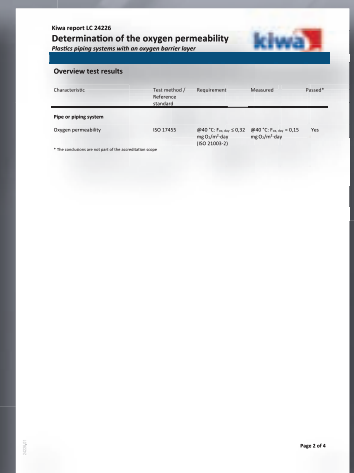 Kiwa report LC 24226
Determination of the oxygen permeability
Plastics piping systems with an oxygen barrier layer
kiwa
Overview test results
Characteristic Test method / Requirement Measured Passed*
Reference
standard
Pipe or piping system
Oxygen permeability ISO 17455 @40 °C: Fox, day ≤ 0,32 @40 °C: Fox, day = 0,15 Yes
mg O₂/m²·day mg O₂/m²·day
(ISO 21003-2)
* The conclusions are not part of the accreditation scope
Page 2 of 4